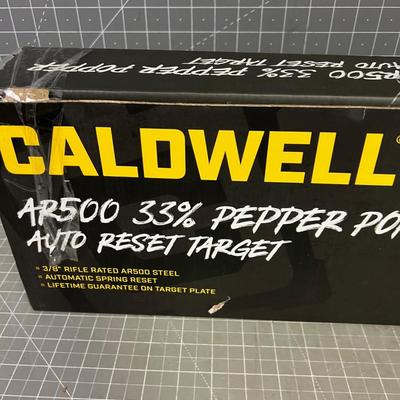 AR500 33% PEPPER POPPER
AUTO RESET TARGET
CALDWELL®
AR500 33% PEPPER POP
AUTO RESET TARGET
3/8" RIFLE RATED AR500 STEEL
AUTOMATIC SPRING RESET
LIFETIME GUARANTEE ON TARGET PLATE